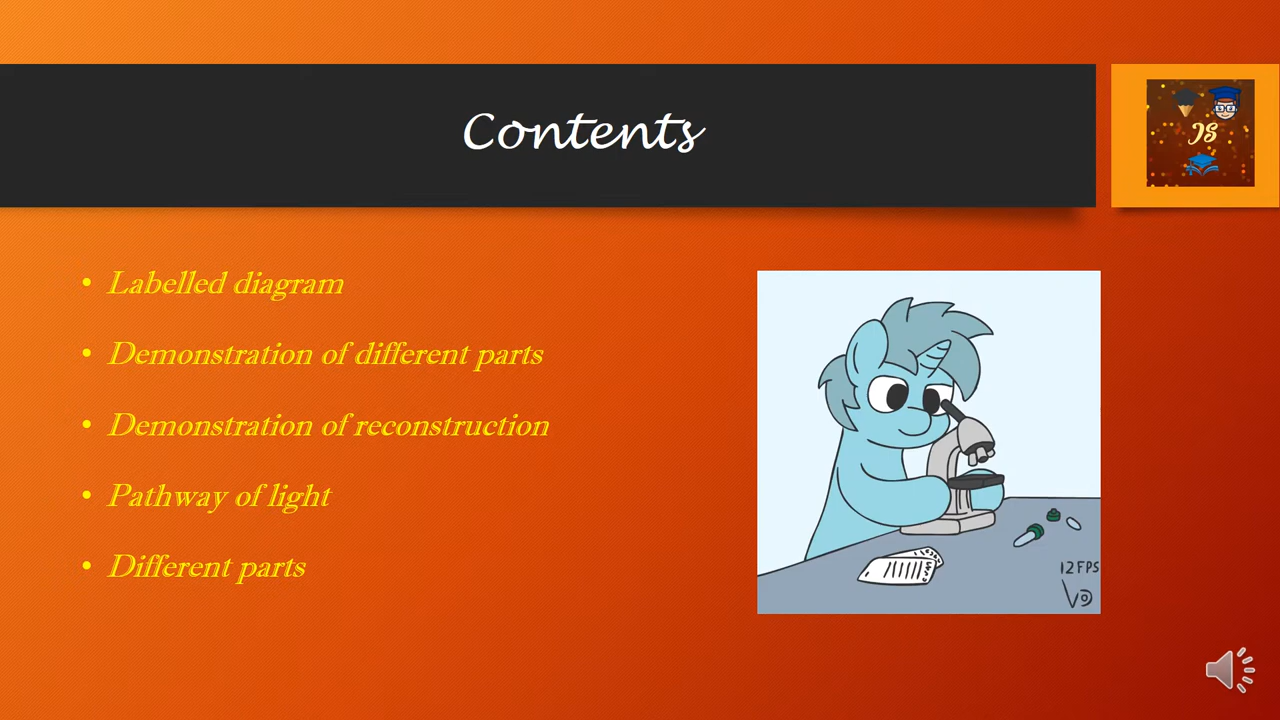 Contents
JS
• Labelled diagram
• Demonstration of different parts
• Demonstration of reconstruction
• Pathway of light
• Different parts
12FPS